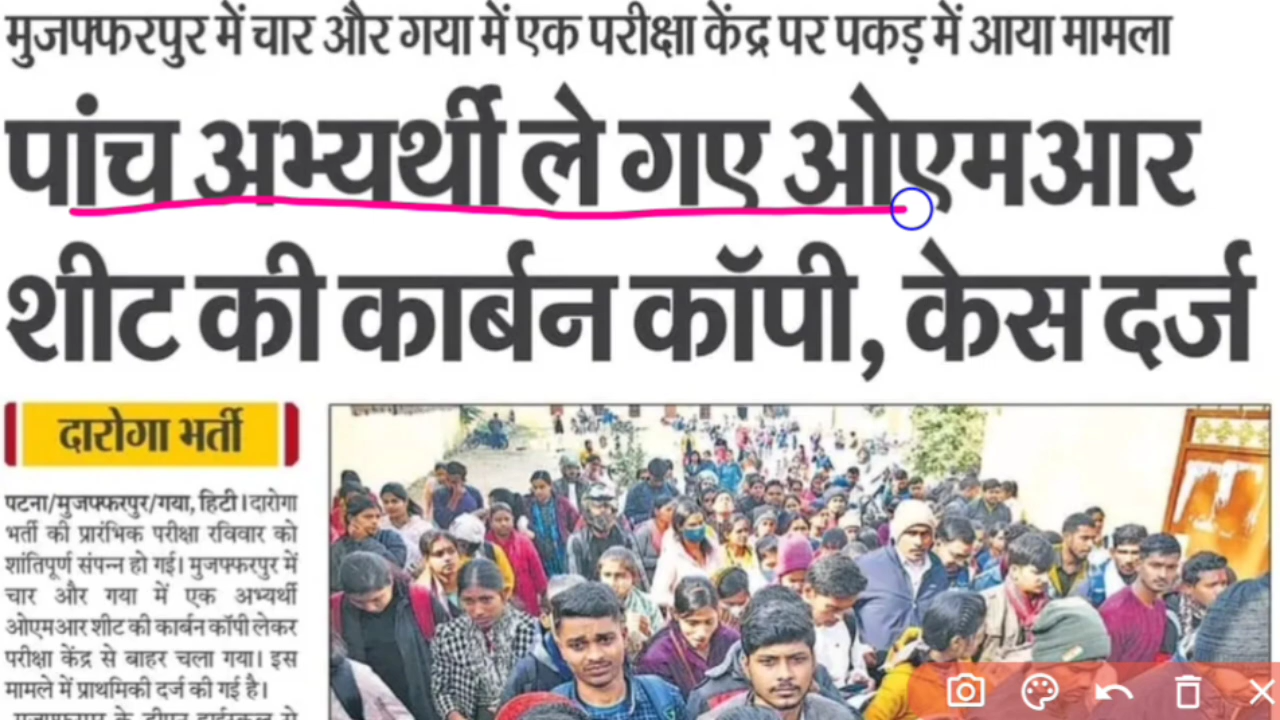 मुजफ्फरपुर में चार और गया में एक परीक्षा केंद्र पर पकड़ में आया मामला
पांच अभ्यर्थी ले गए ओएमआर
शीट की कार्बन कॉपी, केस दर्ज
दारोगा भर्ती
पटना/मुजफ्फरपुर/गया, हिटी। दारोगा
भर्ती की प्रारंभिक परीक्षा रविवार को
शांतिपूर्ण संपन्न हो गई। मुजफ्फरपुर में
चार और गया में एक अभ्यर्थी
ओएमआर शीट की कार्बन कॉपी लेकर
परीक्षा केंद्र से बाहर चला गया। इस
मामले में प्राथमिकी दर्ज की गई है।